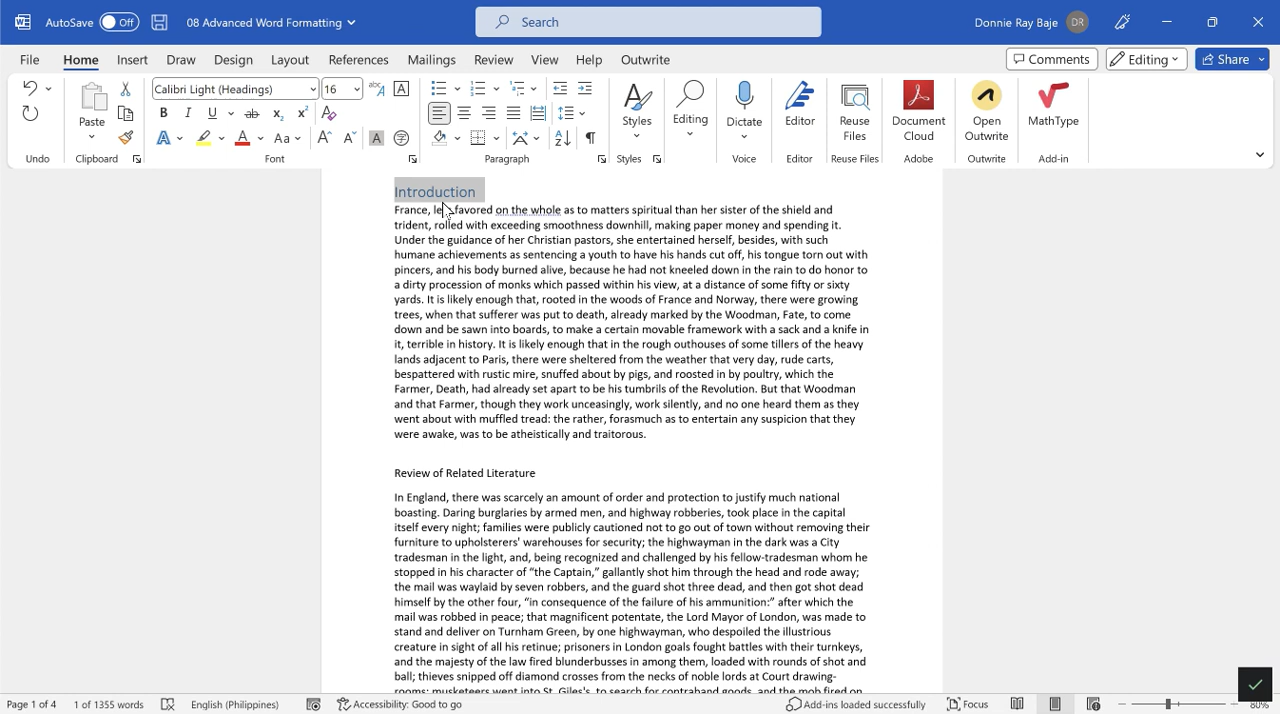 AutoSave Off 08 Advanced Word Formatting Search Donnie Ray Baje DR
File Home Insert Draw Design Layout References Mailings Review View Help Outwrite Comments Editing Share
Calibri Light (Headings) 16
Paste Styles Editing Dictate Editor Reuse Files Document Cloud Open Outwrite MathType
Undo Clipboard Font Paragraph Styles Voice Editor Reuse Files Adobe Outwrite Add-in
Introduction
France, favored on the whole as to matters spiritual than her sister of the shield and
trident, rolled with exceeding smoothness downhill, making paper money and spending it.
Under the guidance of her Christian pastors, she entertained herself, besides, with such
humane achievements as sentencing a youth to have his hands cut off, his tongue torn out with
pincers, and his body burned alive, because he had not kneeled down in the rain to do honor to
a dirty procession of monks which passed within his view, at a distance of some fifty or sixty
yards. It is likely enough that, rooted in the woods of France and Norway, there were growing
trees, when that sufferer was put to death, already marked by the Woodman, Fate, to come
down and be sawn into boards, to make a certain movable framework with a sack and a knife in
it, terrible in history. It is likely enough that in the rough outhouses of some tillers of the heavy
lands adjacent to Paris, there were sheltered from the weather that very day, rude carts,
bespattered with rustic mire, snuffed about by pigs, and roosted in by poultry, which the
Farmer, Death, had already set apart to be his tumbrils of the Revolution. But that Woodman
and that Farmer, though they work unceasingly, work silently, and no one heard them as they
went about with muffled tread: the rather, forasmuch as to entertain any suspicion that they
were awake, was to be atheistically and traitorous.
Review of Related Literature
In England, there was scarcely an amount of order and protection to justify much national
boasting. Daring burglaries by armed men, and highway robberies, took place in the capital
itself every night; families were publicly cautioned not to go out of town without removing their
furniture to upholsterers' warehouses for security; the highwayman in the dark was a City
tradesman in the light, and, being recognized and challenged by his fellow-tradesman whom he
stopped in his character of “the Captain,” gallantly shot him through the head and rode away;
the mail was waylaid by seven robbers, and the guard shot three dead, and then got shot dead
himself by the other four, “in consequence of the failure of his ammunition:” after which the
mail was robbed in peace; that magnificent potentate, the Lord Mayor of London, was made to
stand and deliver on Turnham Green, by one highwayman, who despoiled the illustrious
creature in sight of all his retinue; prisoners in London goals fought battles with their turnkeys,
and the majesty of the law fired blunderbusses in among them, loaded with rounds of shot and
ball; thieves snipped off diamond crosses from the necks of noble lords at Court drawing-
rooms; musketeers went into St. Giles's, to search for contraband goods, and the mob fired on
Page 1 of 4 1 of 1355 words English (Philippines) Accessibility: Good to go Add-ins loaded successfully Focus 80%